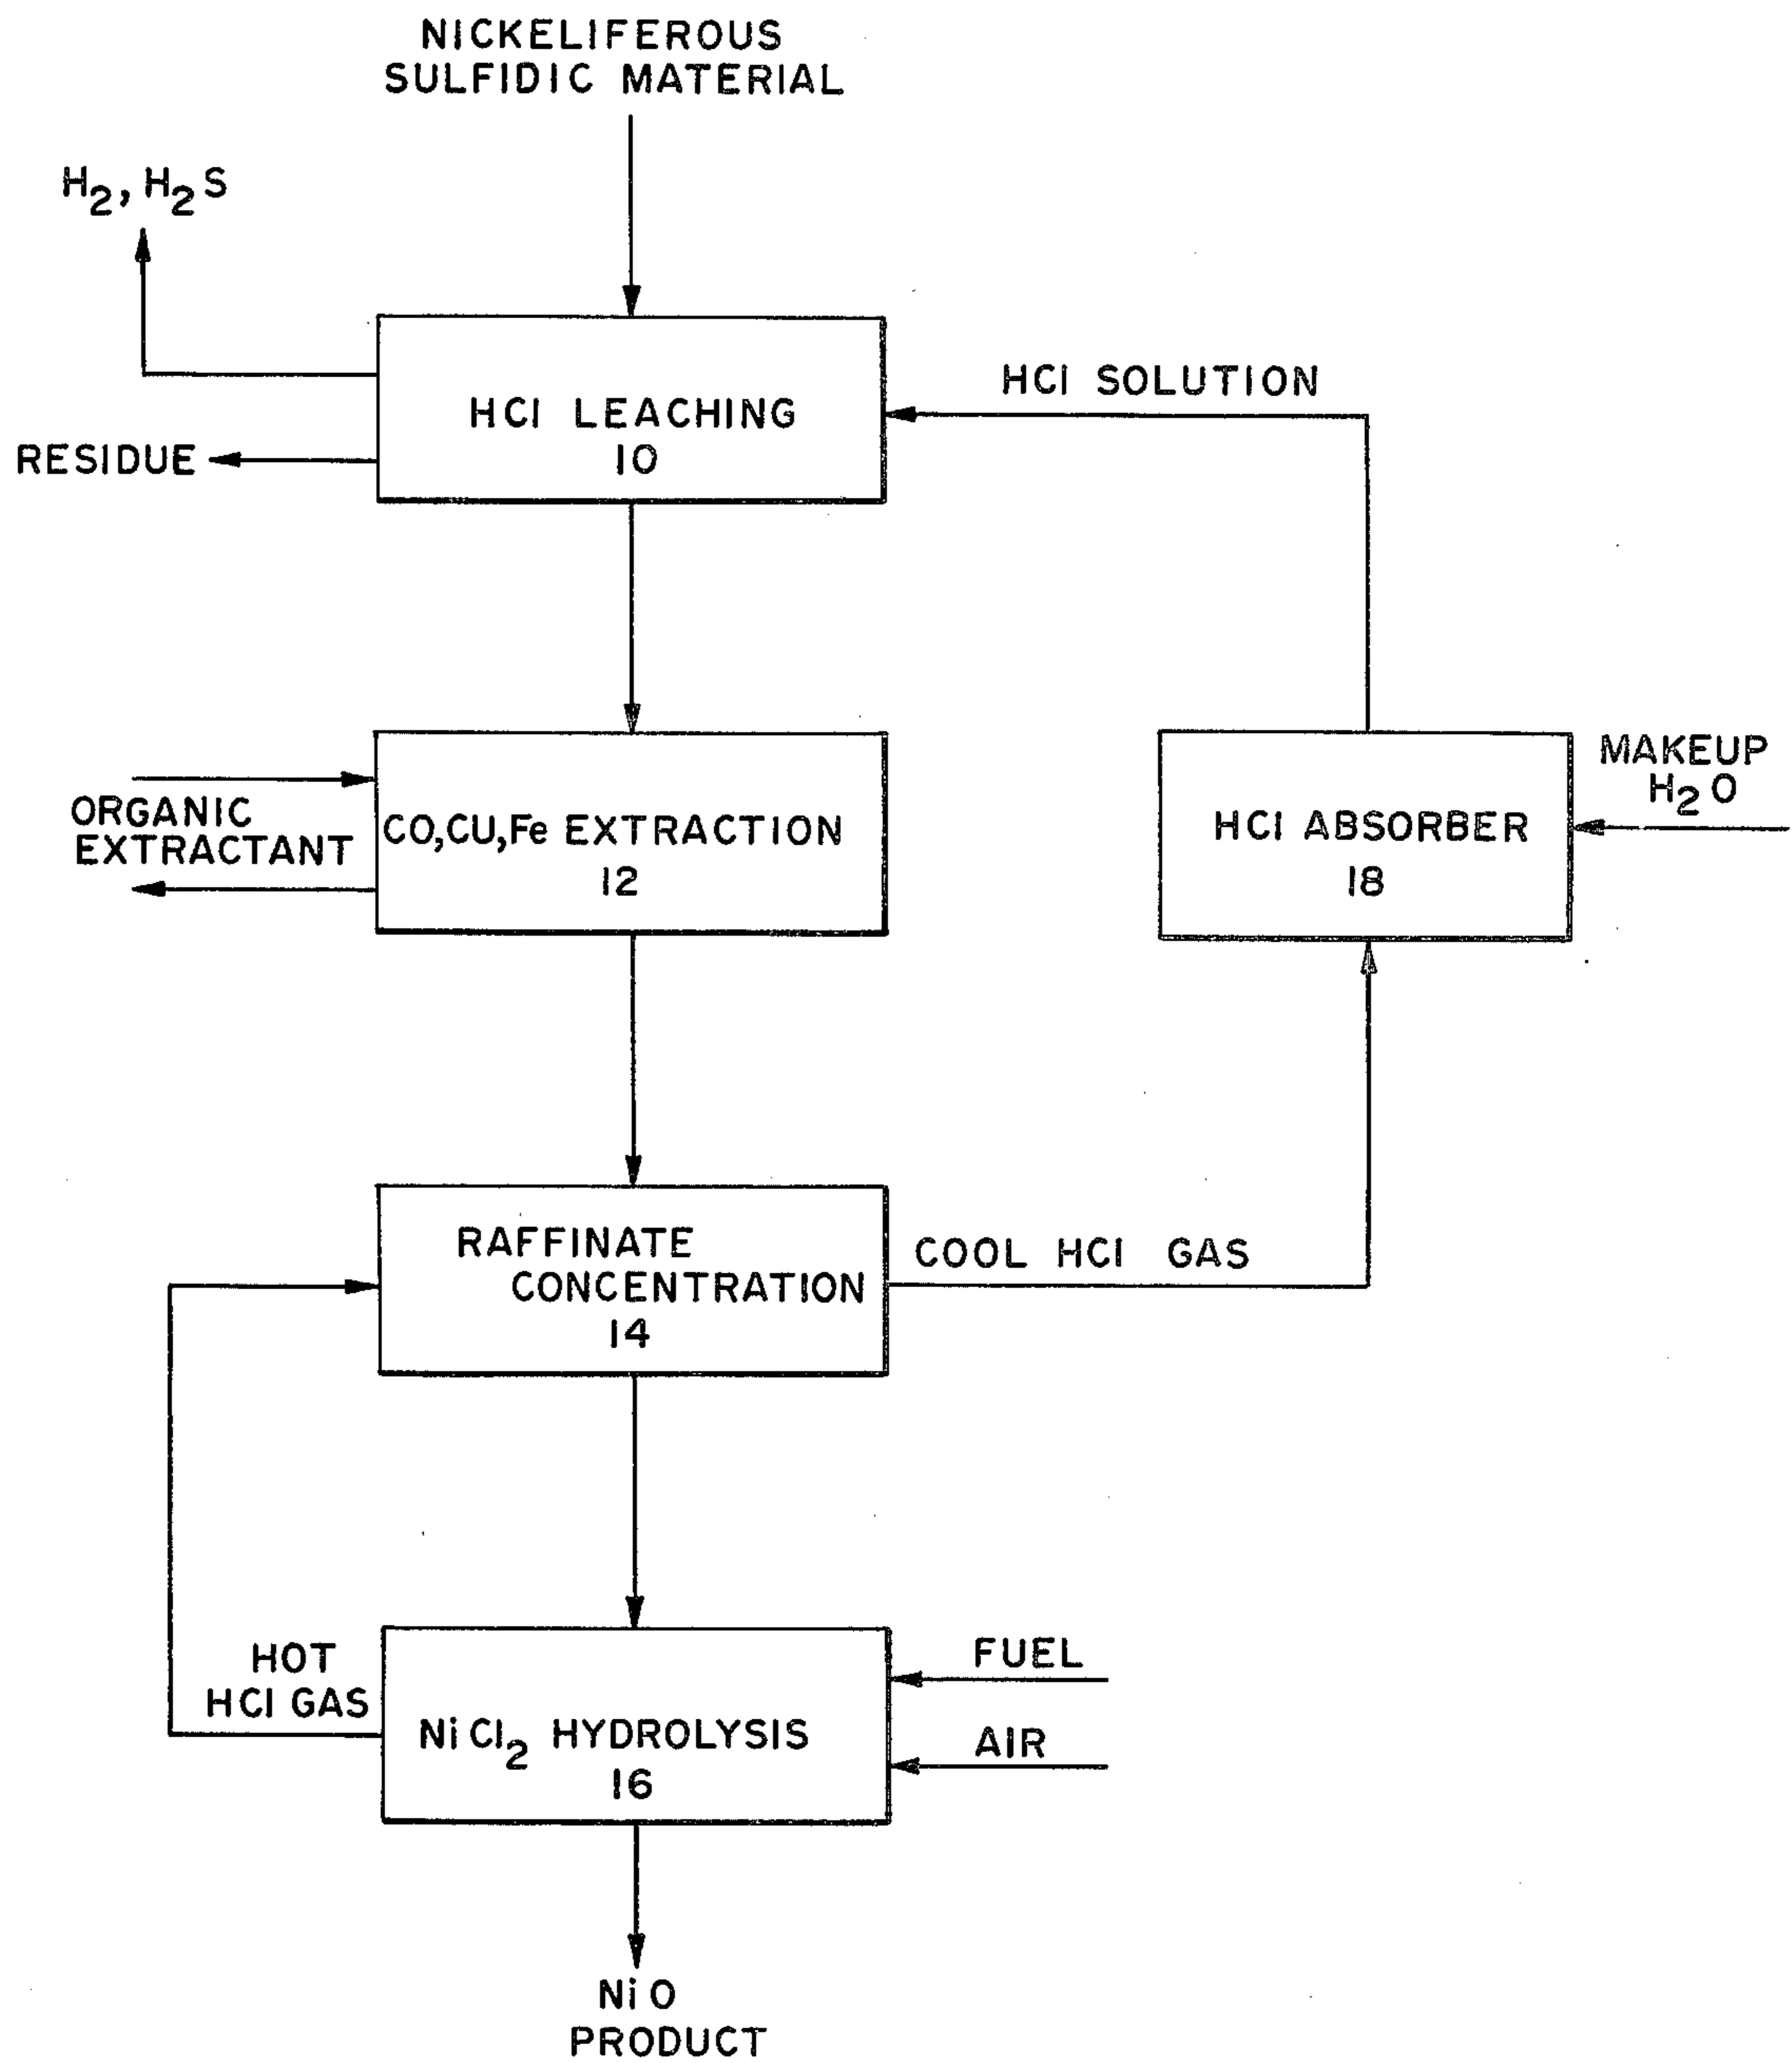 NICKELIFEROUS
SULFIDIC MATERIAL
H2, H2S
HCl LEACHING
10
HCl SOLUTION
RESIDUE
ORGANIC
EXTRACTANT
CO,CU,Fe EXTRACTION
12
MAKEUP
H2O
HCl ABSORBER
18
RAFFINATE
CONCENTRATION
14
COOL HCl GAS
HOT
HCl GAS
NiCl2 HYDROLYSIS
16
FUEL
AIR
NiO
PRODUCT